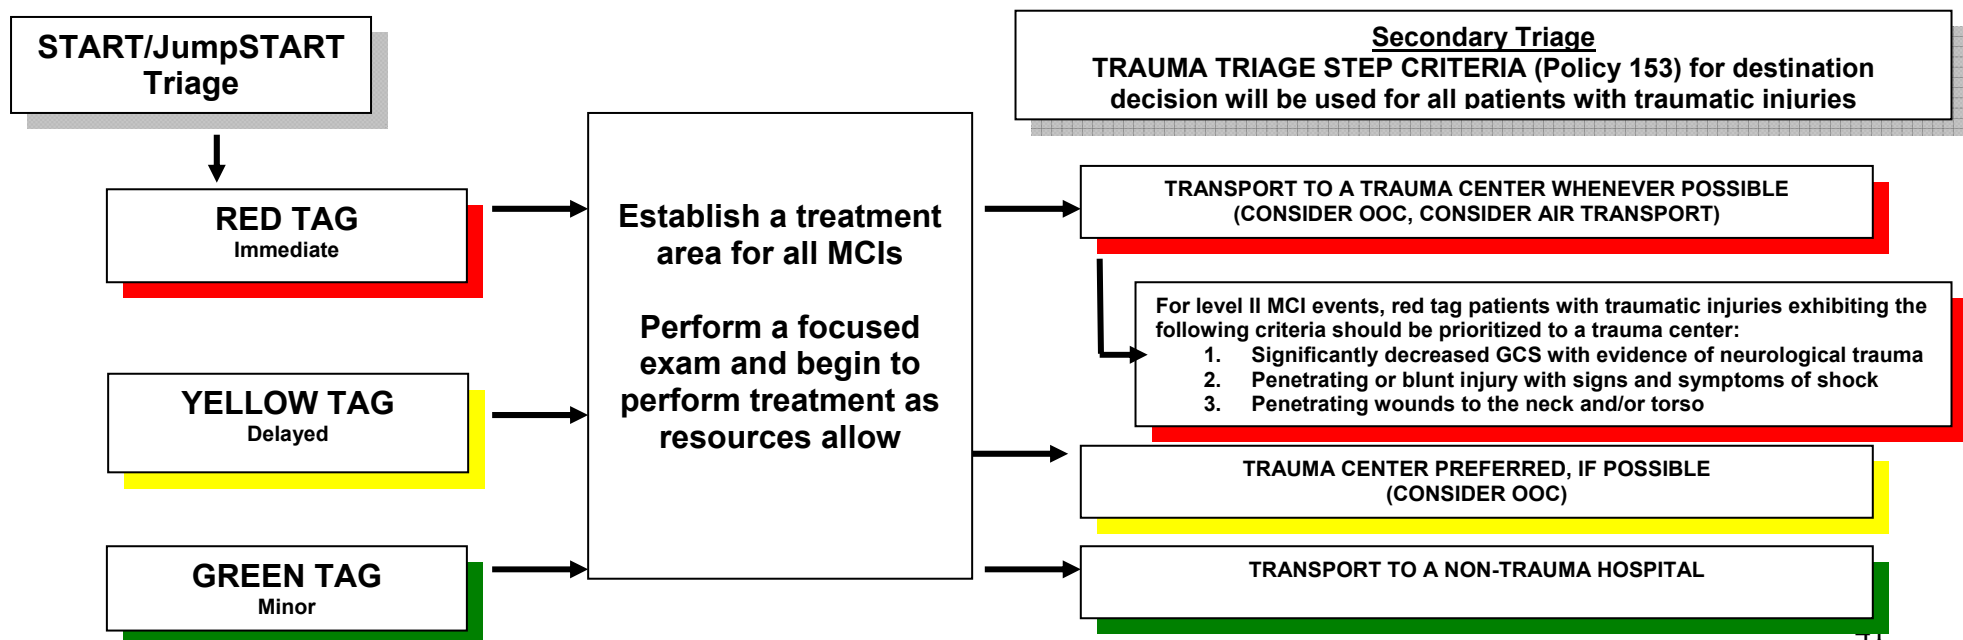 START/JumpSTART
Triage
Secondary Triage
TRAUMA TRIAGE STEP CRITERIA (Policy 153) for destination
decision will be used for all patients with traumatic injuries
RED TAG
Immediate
YELLOW TAG
Delayed
GREEN TAG
Minor
Establish a treatment
area for all MCIs
Perform a focused
exam and begin to
perform treatment as
resources allow
TRANSPORT TO A TRAUMA CENTER WHENEVER POSSIBLE
(CONSIDER OOC, CONSIDER AIR TRANSPORT)
For level II MCI events, red tag patients with traumatic injuries exhibiting the
following criteria should be prioritized to a trauma center:
1. Significantly decreased GCS with evidence of neurological trauma
2. Penetrating or blunt injury with signs and symptoms of shock
3. Penetrating wounds to the neck and/or torso
TRAUMA CENTER PREFERRED, IF POSSIBLE
(CONSIDER OOC)
TRANSPORT TO A NON-TRAUMA HOSPITAL